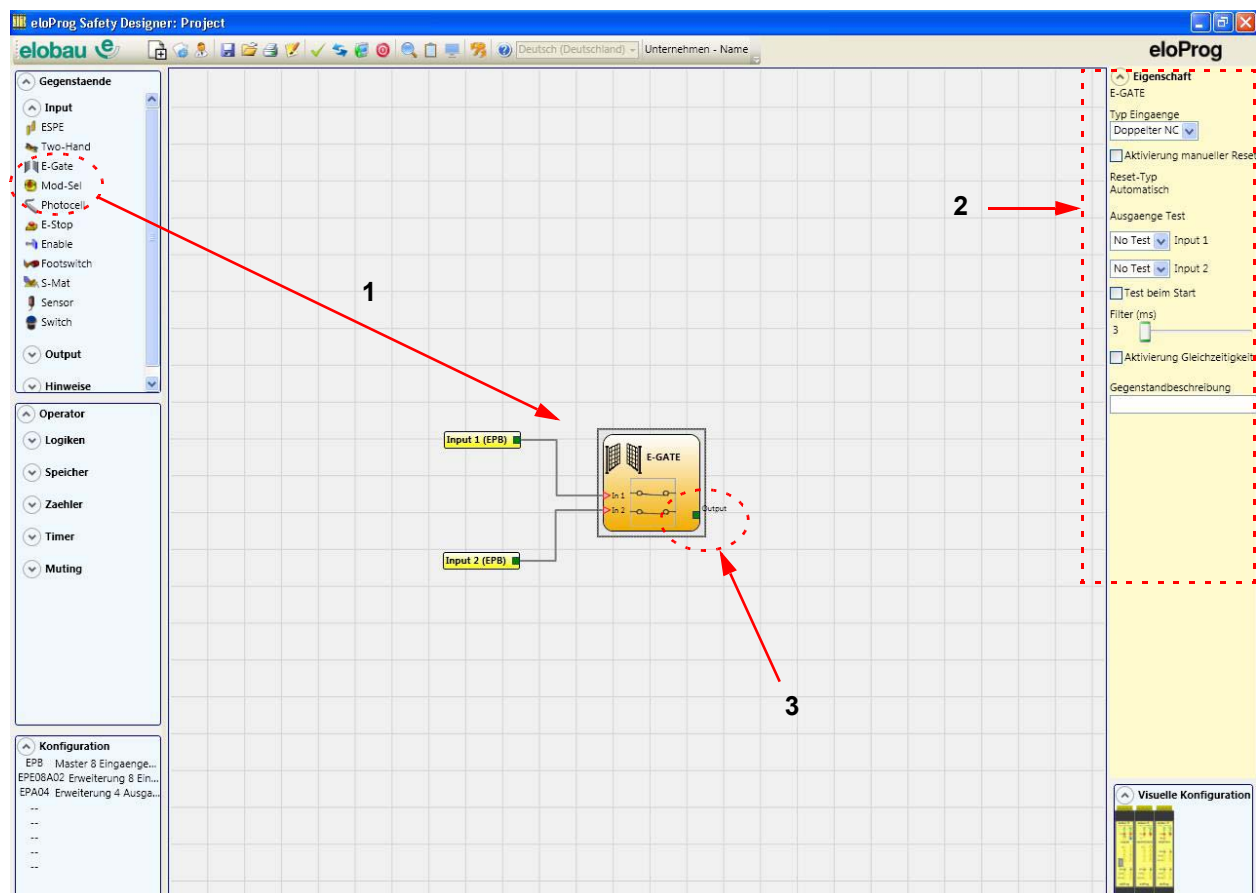 eloProg Safety Designer: Project
elobau e
Deutsch (Deutschland)
Unternehmen - Name
eloProg
Gegenstaende
Input
ESPE
Two-Hand
E-Gate
Mod-Sel
Photocell
E-Stop
Enable
Footswitch
S-Mat
Sensor
Switch
Output
Hinweise
Operator
Logiken
Speicher
Zaehler
Timer
Muting
Konfiguration
EPB Master 8 Eingaenge...
EPE08A02 Erweiterung 8 Ein...
EPA04 Erweiterung 4 Ausga...
--
--
--
--
--
1
Input 1 (EPB)
Input 2 (EPB)
E-GATE
In 1
In 2
Output
3
2
Eigenschaft
E-GATE
Typ Eingaenge
Doppelter NC
Aktivierung manueller Reset
Reset-Typ
Automatisch
Ausgaenge Test
No Test Input 1
No Test Input 2
Test beim Start
Filter (ms)
3
Aktivierung Gleichzeitigkeit
Gegenstandbeschreibung
Visuelle Konfiguration